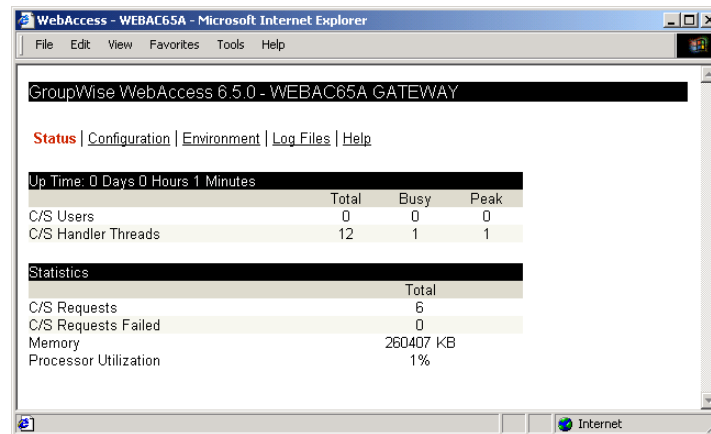 WebAccess - WEBAC65A - Microsoft Internet Explorer
File Edit View Favorites Tools Help
GroupWise WebAccess 6.5.0 - WEBAC65A GATEWAY
Status | Configuration | Environment | Log Files | Help
Up Time: 0 Days 0 Hours 1 Minutes
Total Busy Peak
C/S Users 0 0 0
C/S Handler Threads 12 1 1
Statistics
Total
C/S Requests 6
C/S Requests Failed 0
Memory 260407 KB
Processor Utilization 1%
Internet